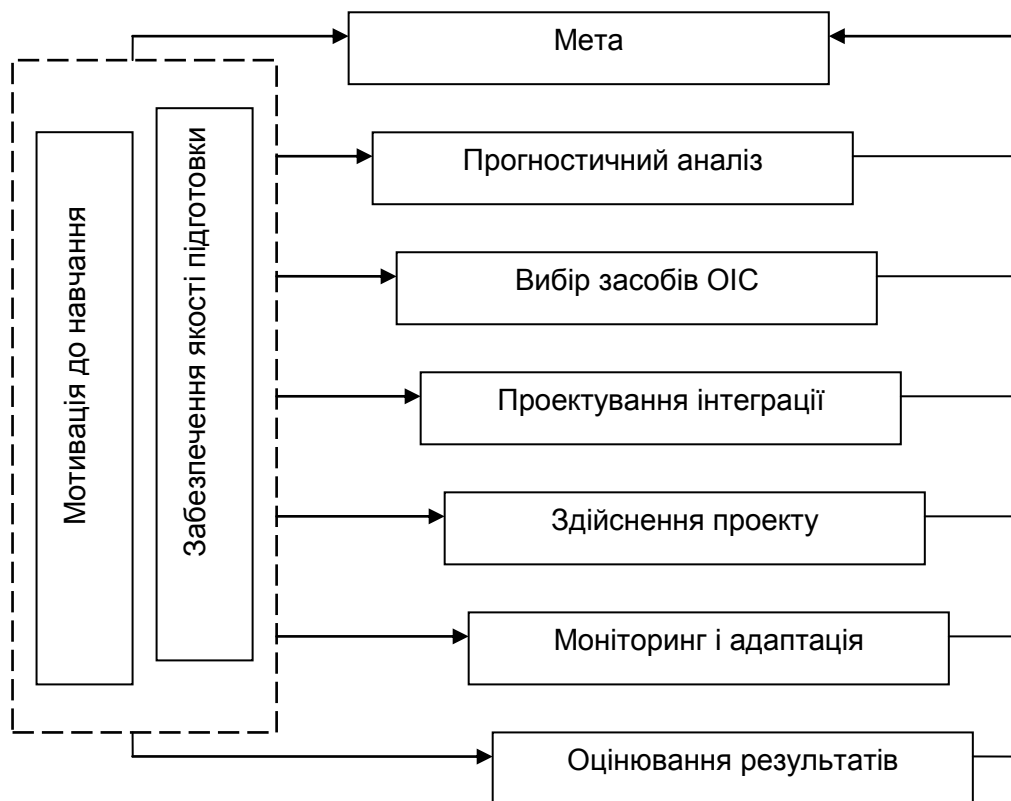 Мета
Мотивація до навчання
Забезпечення якості підготовки
Прогностичний аналіз
Вибір засобів ОІС
Проектування інтеграції
Здійснення проекту
Моніторинг і адаптація
Оцінювання результатів